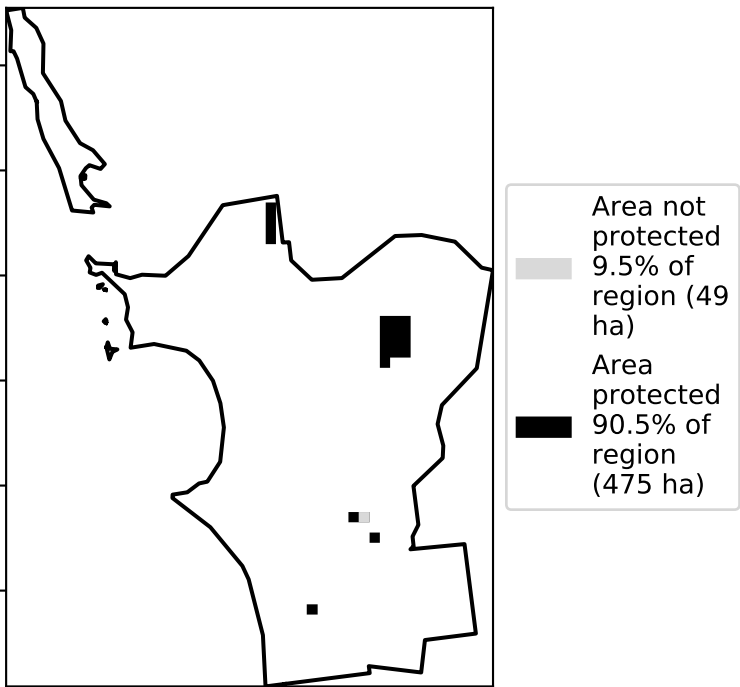 Area not
protected
9.5% of
region (49
ha)
Area
protected
90.5% of
region
(475 ha)